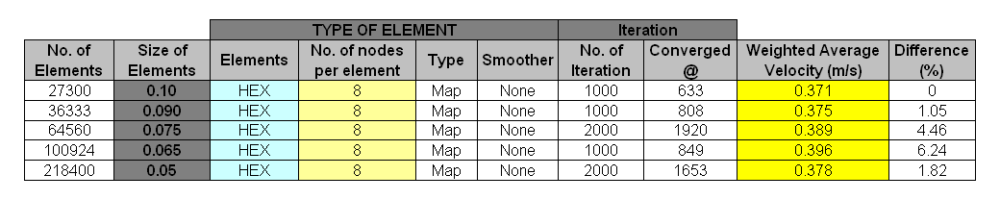 TYPE OF ELEMENT Iteration
No. of Elements Size of Elements Elements No. of nodes per element Type Smoother No. of Iteration Converged @ Weighted Average Velocity (m/s) Difference (%)
27300 0.10 HEX 8 Map None 1000 633 0.371 0
36333 0.090 HEX 8 Map None 1000 808 0.375 1.05
64560 0.075 HEX 8 Map None 2000 1920 0.389 4.46
100924 0.065 HEX 8 Map None 1000 849 0.396 6.24
218400 0.05 HEX 8 Map None 2000 1653 0.378 1.82